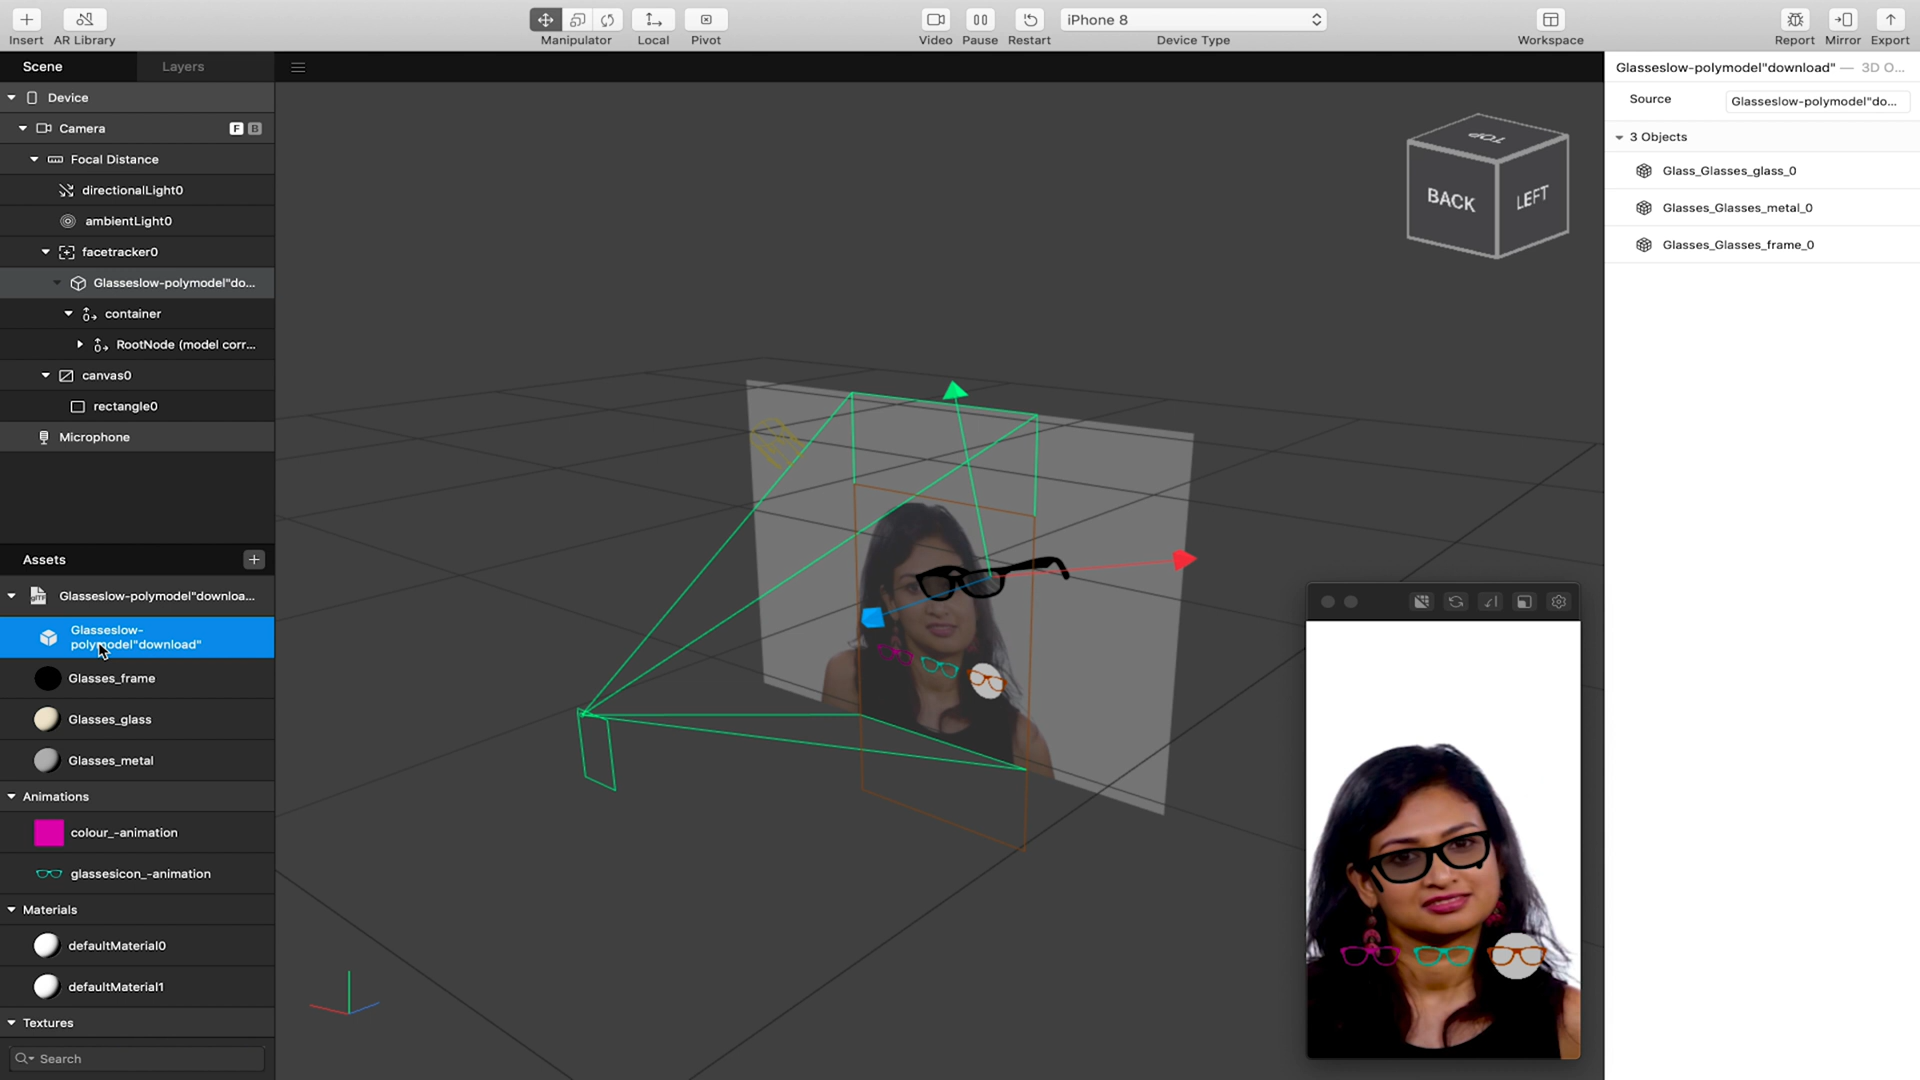 Insert
AR Library
Manipulator
Local
Pivot
Video
Pause
Restart
iPhone 8
Device Type
Workspace
Report
Mirror
Export
Scene
Layers
Device
Camera
F
B
Focal Distance
directionalLight0
ambientLight0
facetracker0
Glasseslow-polymodel"do...
container
RootNode (model corr...
canvas0
rectangle0
Microphone
Assets
Glasseslow-polymodel"downloa...
Glasseslow-
polymodel"download"
Glasses_frame
Glasses_glass
Glasses_metal
Animations
colour_-animation
glassesicon_-animation
Materials
defaultMaterial0
defaultMaterial1
Textures
Search
TOP
BACK
LEFT
Glasseslow-polymodel"download" — 3D O...
Source
Glasseslow-polymodel"do...
3 Objects
Glass_Glasses_glass_0
Glasses_Glasses_metal_0
Glasses_Glasses_frame_0